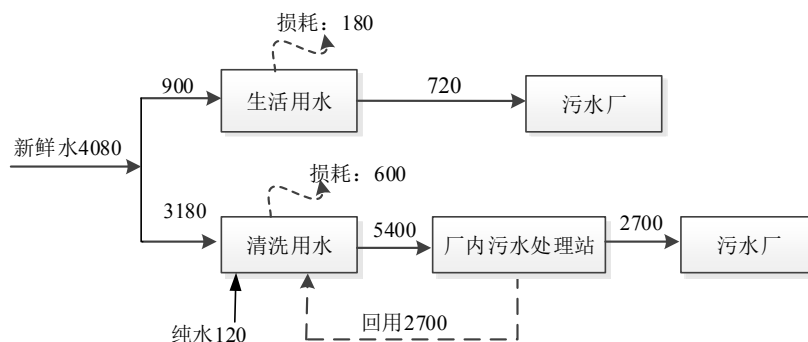 损耗：180
900
生活用水
720
污水厂
新鲜水4080
损耗：600
3180
清洗用水
5400
厂内污水处理站
2700
污水厂
回用2700
纯水120